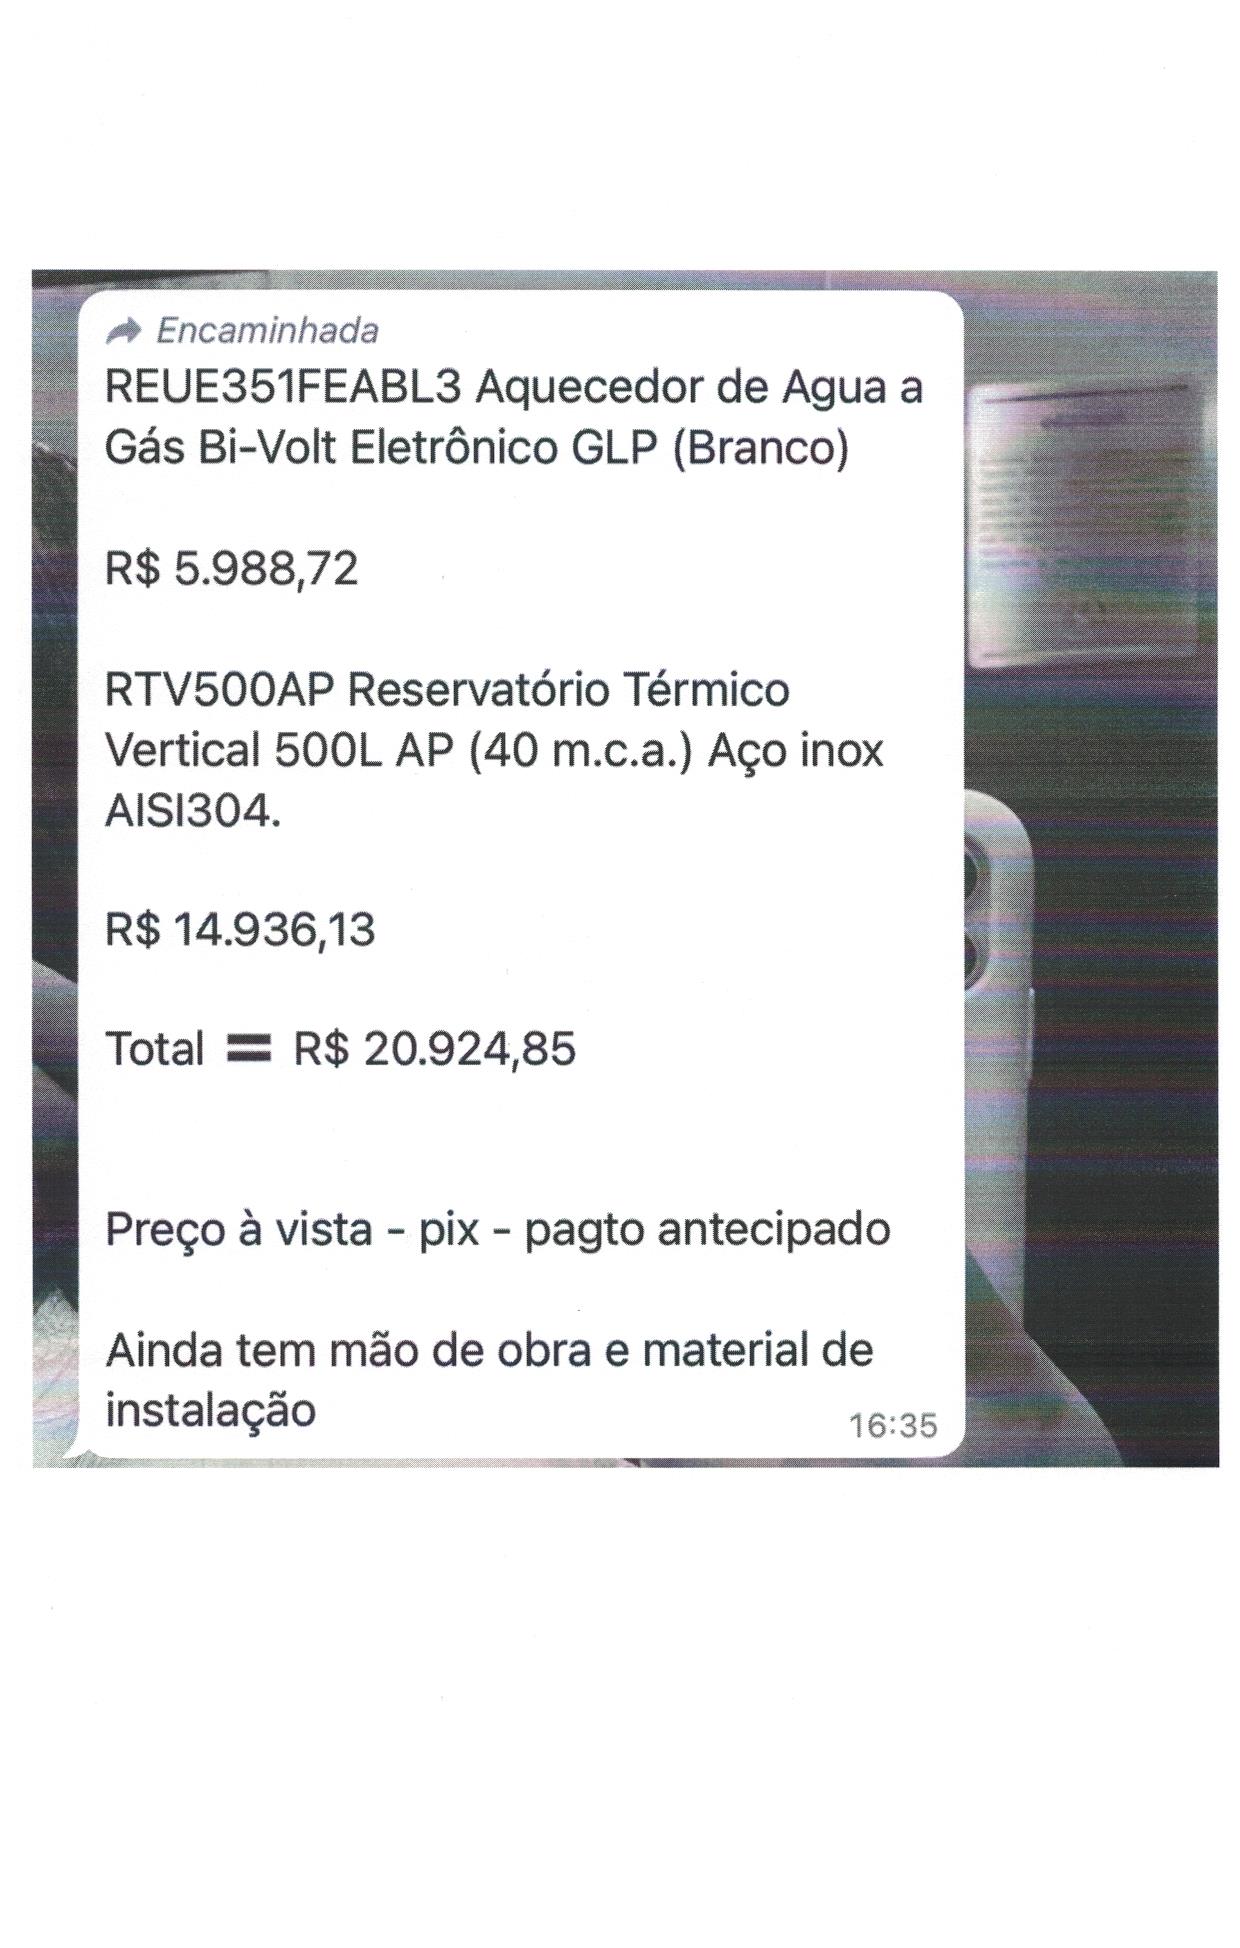 Encaminhada
REUE351FEABL3 Aquecedor de Agua a
Gás Bi-Volt Eletrônico GLP (Branco)
R$ 5.988,72
RTV500AP Reservatório Térmico
Vertical 500L AP (40 m.c.a.) Aço inox
AISI304.
R$ 14.936,13
Total = R$ 20.924,85
Preço à vista - pix - pagto antecipado
Ainda tem mão de obra e material de
instalação
16:35